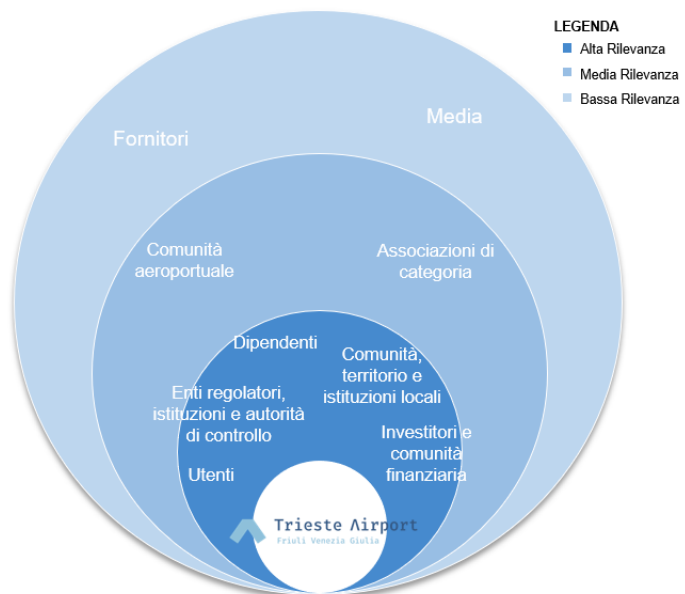 LEGENDA
Alta Rilevanza
Media Rilevanza
Bassa Rilevanza
Media
Fornitori
Comunità
aeroportuale
Associazioni di
categoria
Dipendenti
Comunità,
territorio e
istituzioni locali
Enti regolatori,
istituzioni e autorità
di controllo
Investitori e
comunità
finanziaria
Utenti
Trieste Airport
Friuli Venezia Giulia